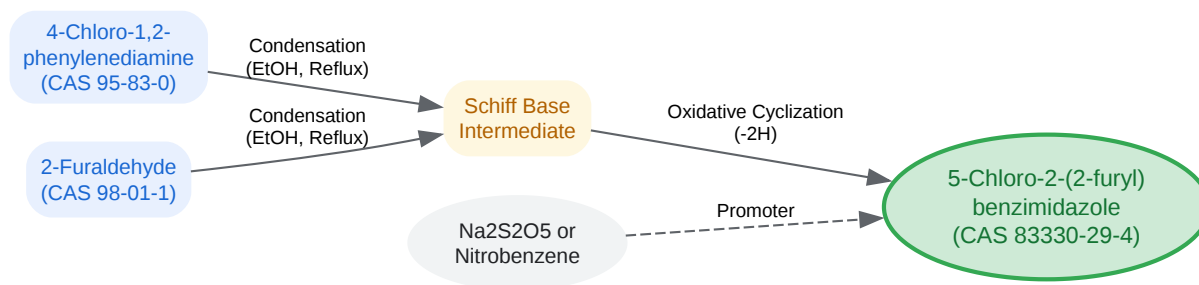 4-Chloro-1,2-
phenylenediamine
(CAS 95-83-0)
Condensation
(EtOH, Reflux)
Condensation
(EtOH, Reflux)
2-Furaldehyde
(CAS 98-01-1)
Schiff Base
Intermediate
Oxidative Cyclization
(-2H)
Na2S2O5 or
Nitrobenzene
Promoter
5-Chloro-2-(2-furyl)
benzimidazole
(CAS 83330-29-4)